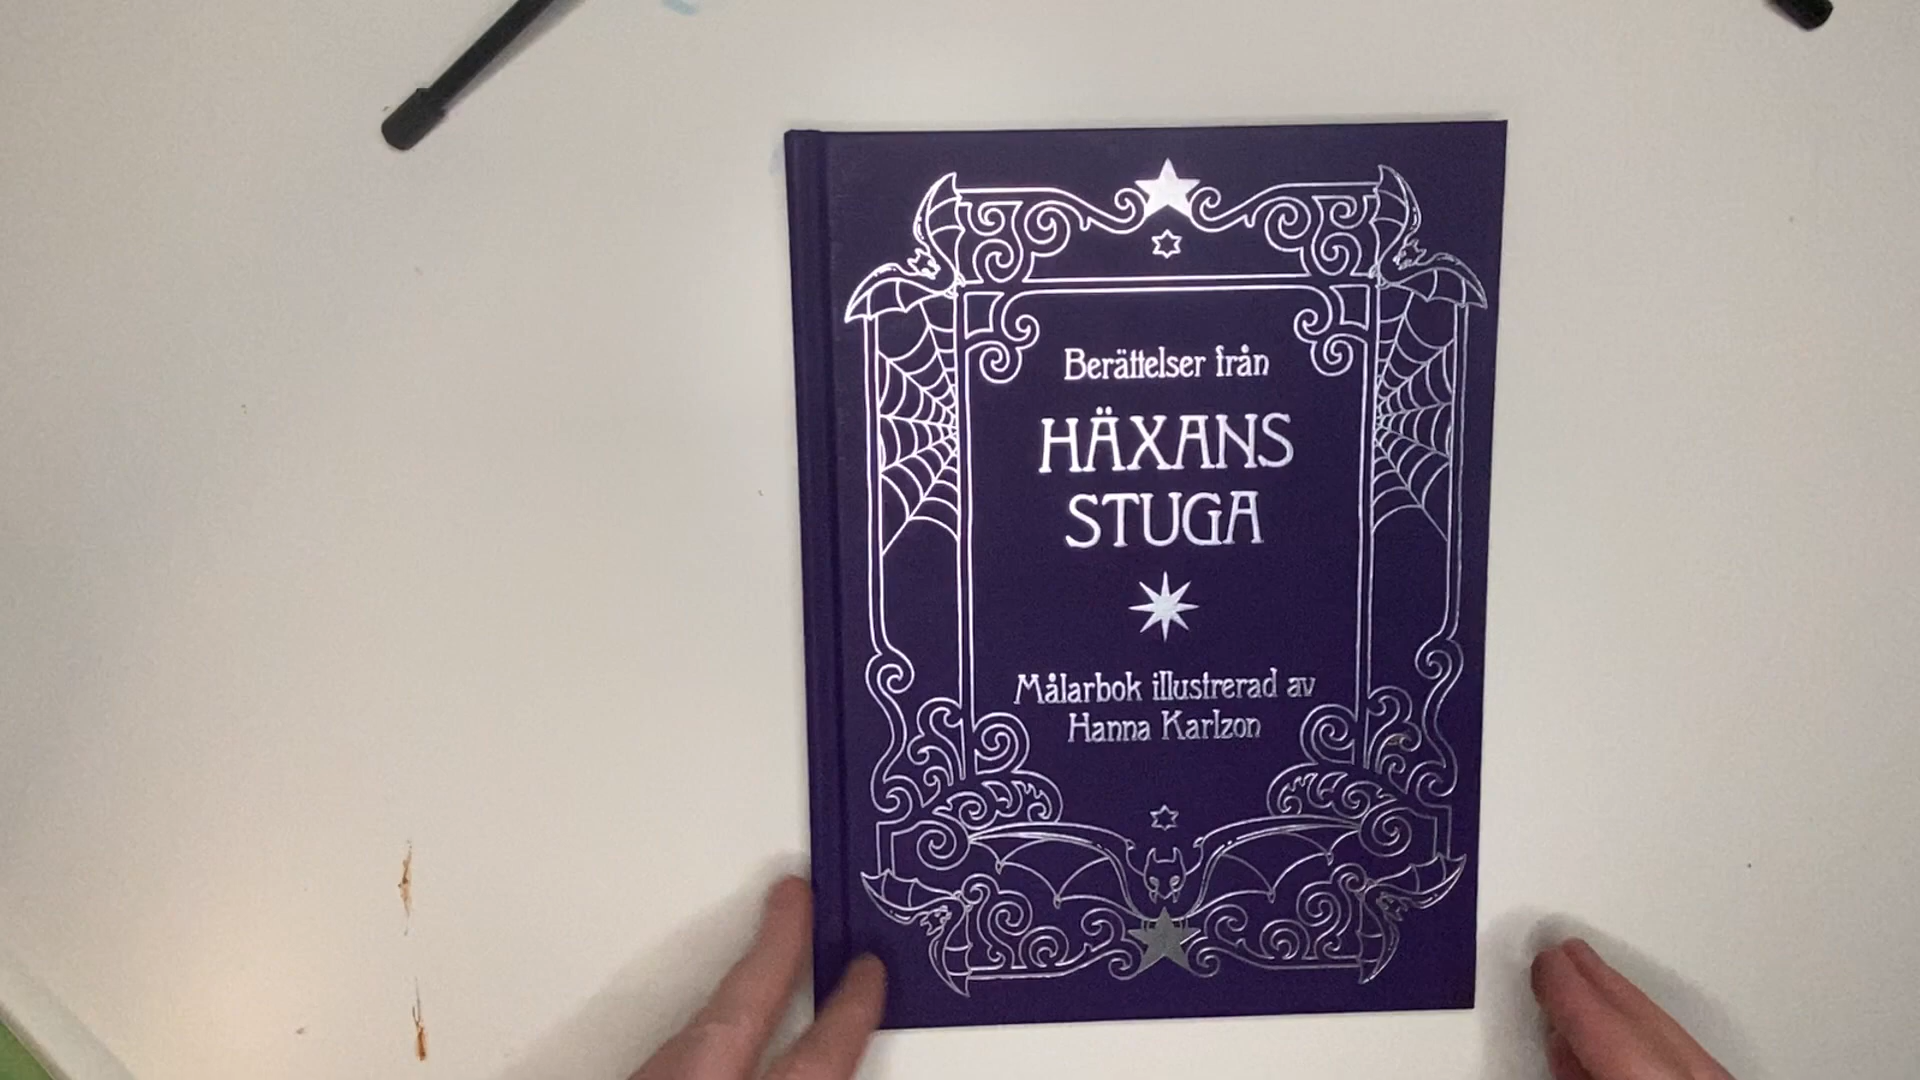 Berättelser från
HÄXANS
STUGA
Målarbok illustrerad av
Hanna Karlzon